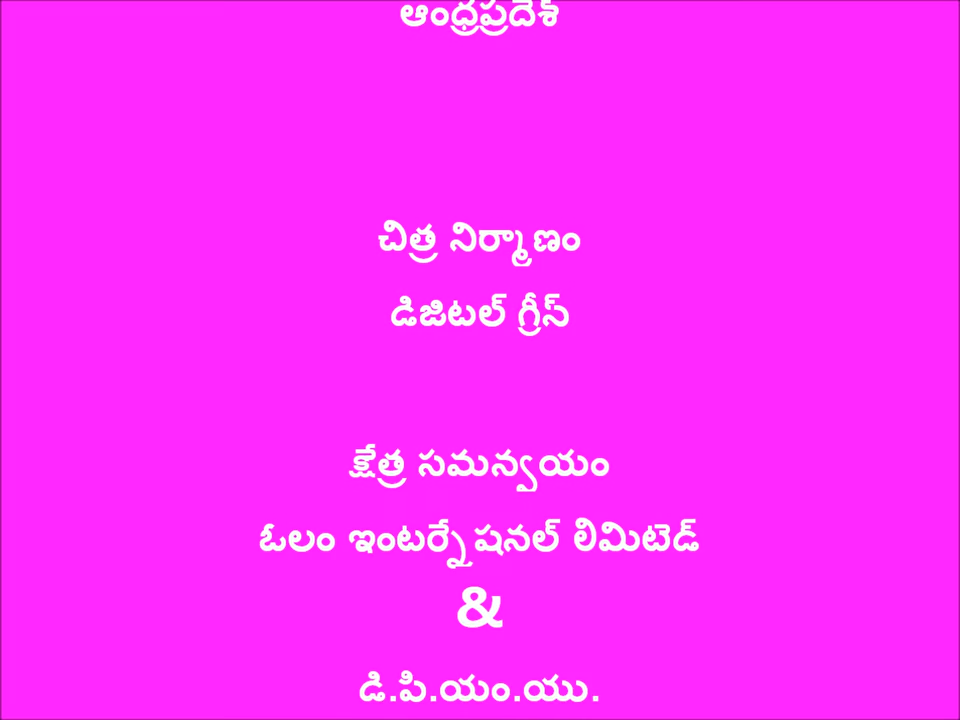 ఆంధ్రప్రదేశ్
చిత్ర నిర్మాణం
డిజిటల్ గ్రీస్
క్షేత్ర సమన్వయం
ఓలం ఇంటర్నేషనల్ లిమిటెడ్
&
డి.పి.యం.యు.